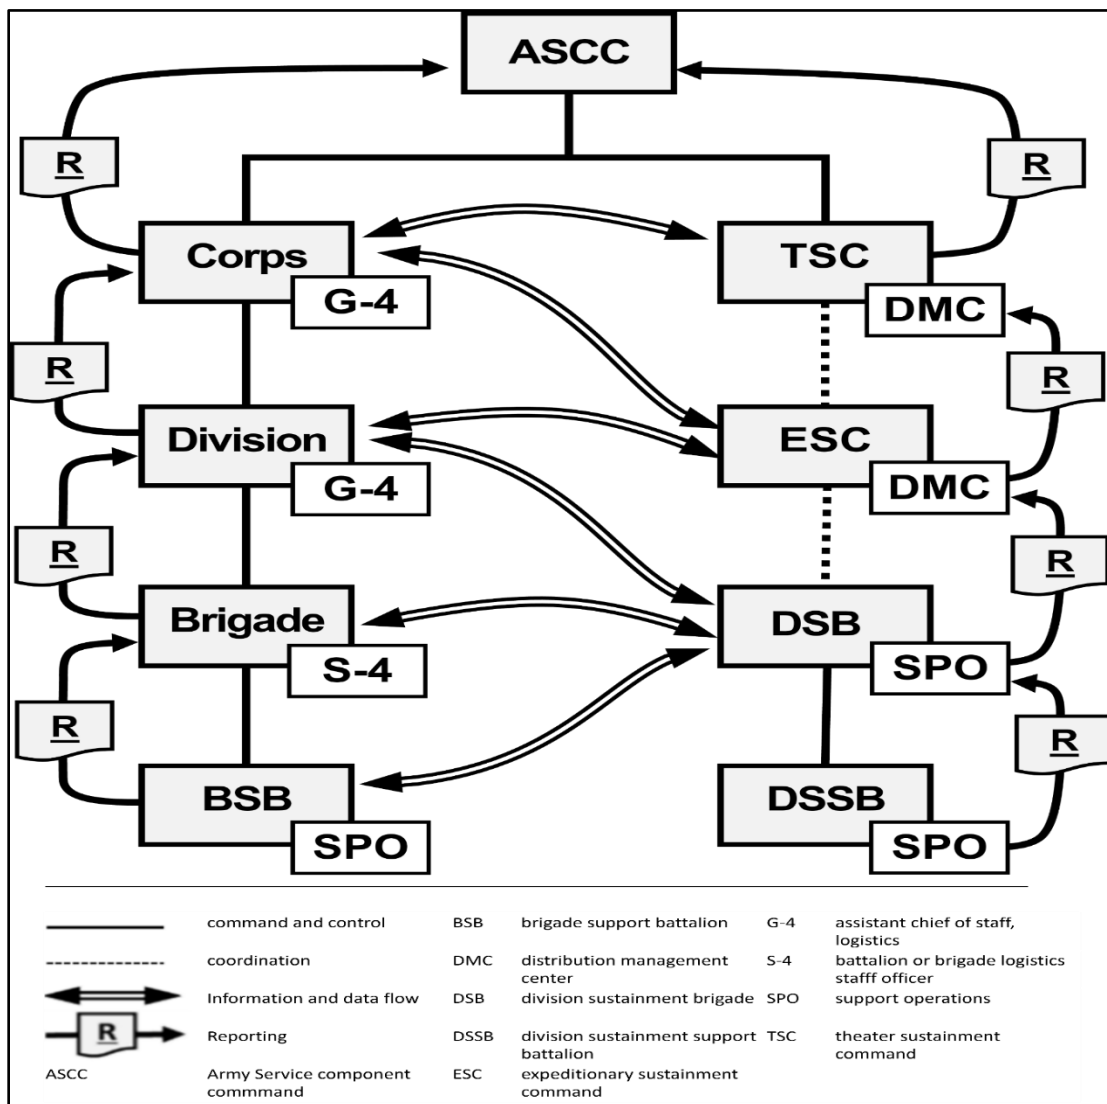 ASCC
R
R
Corps
TSC
G-4
DMC
R
R
Division
ESC
G-4
DMC
R
R
Brigade
DSB
S-4
SPO
R
R
BSB
DSSB
SPO
SPO
command and control BSB brigade support battalion G-4 assistant chief of staff,
logistics
coordination DMC distribution management S-4 battalion or brigade logistics
center stafff officer
Information and data flow DSB division sustainment brigade SPO support operations
R Reporting DSSB division sustainment support TSC theater sustainment
battalion command
ASCC Army Service component ESC expeditionary sustainment
commmand command